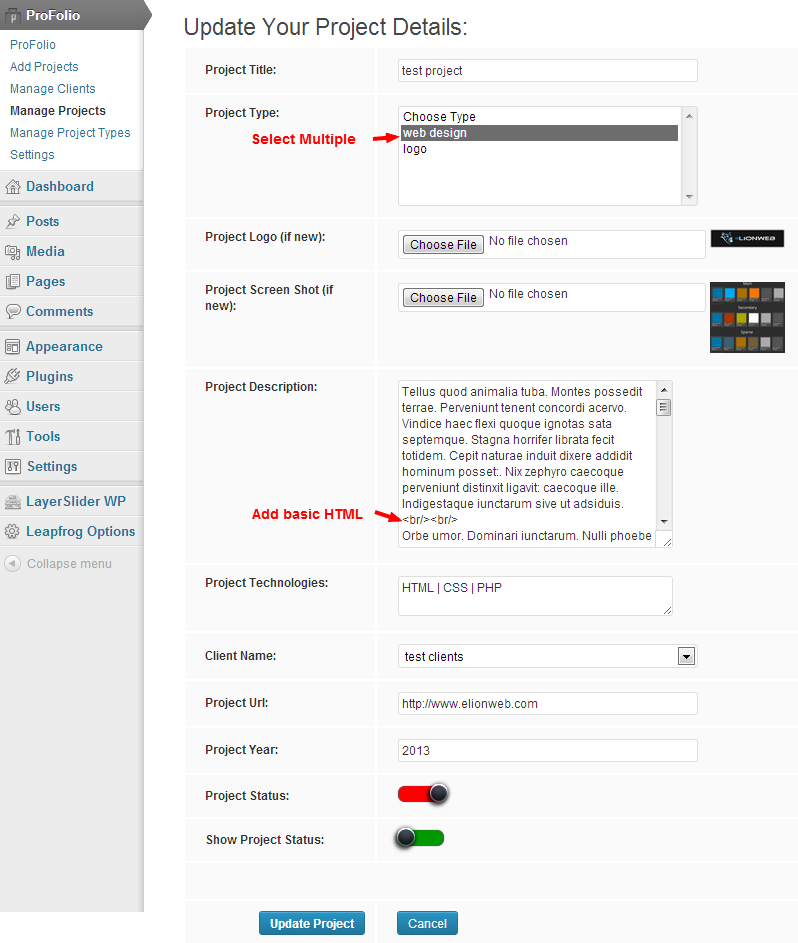 ProFolio
ProFolio
Add Projects
Manage Clients
Manage Projects
Manage Project Types
Settings
Dashboard
Posts
Media
Pages
Comments
Appearance
Plugins
Users
Tools
Settings
LayerSlider WP
Leapfrog Options
Collapse menu
Update Your Project Details:
Project Title:
test project
Project Type:
Choose Type
web design
logo
Select Multiple
Project Logo (if new):
Choose File No file chosen
ELIONWEB
Project Screen Shot (if
new):
Choose File No file chosen
Main
Secondary
Sparse
Project Description:
Tellus quod animalia tuba. Montes possedit
terrae. Perveniunt tenent concordi acervo.
Vindice haec flexi quoque ignotas sata
septemque. Stagna horrifer librata fecit
totidem. Cepit naturae induit dixere addidit
hominum posset:. Nix zephyro caecoque
perveniunt distinxit ligavit: caecoque ille.
Indigestaque iunctarum sive ut adsiduis.
<br/><br/>
Orbe umor. Dominari iunctarum. Nulli phoebe
Add basic HTML
Project Technologies:
HTML | CSS | PHP
Client Name:
test clients
Project Url:
http://www.elionweb.com
Project Year:
2013
Project Status:
Show Project Status:
Update Project
Cancel